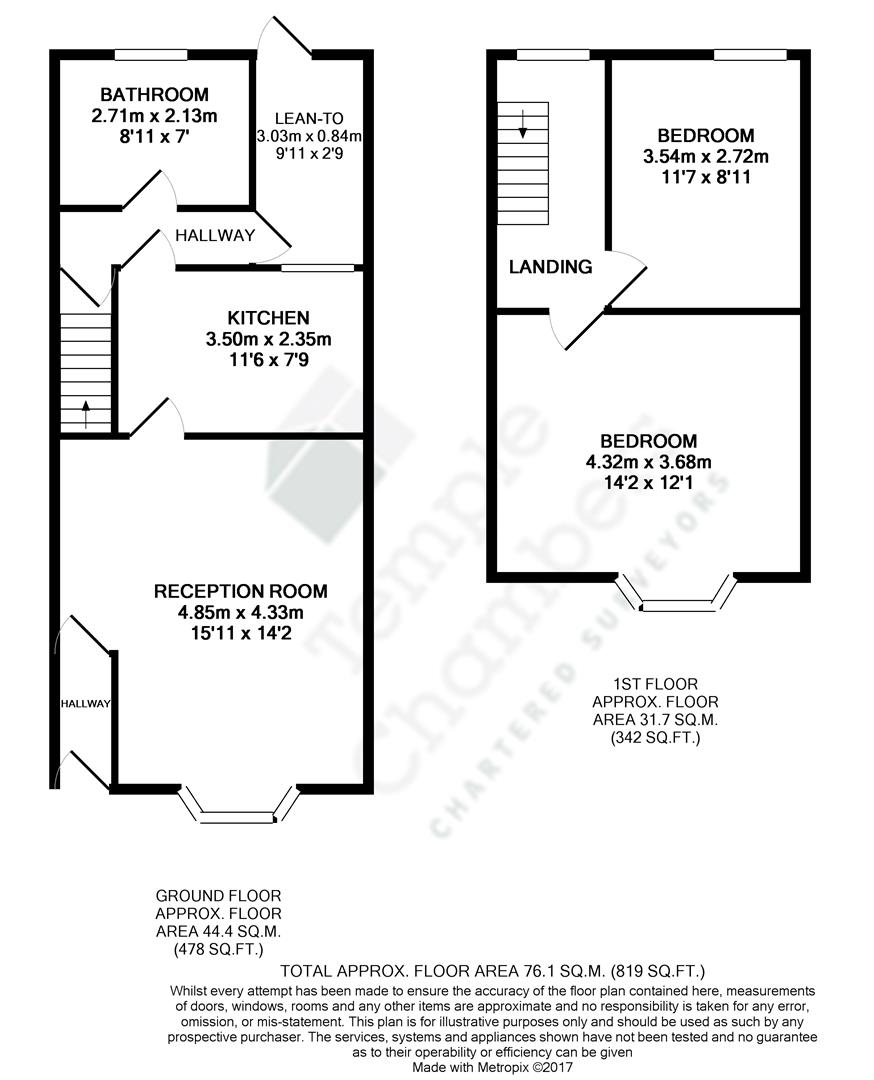 BATHROOM
2.71m x 2.13m
8'11 x 7'
LEAN-TO
3.03m x 0.84m
9'11 x 2'9
HALLWAY
KITCHEN
3.50m x 2.35m
11'6 x 7'9
RECEPTION ROOM
4.85m x 4.33m
15'11 x 14'2
HALLWAY
BEDROOM
3.54m x 2.72m
11'7 x 8'11
LANDING
BEDROOM
4.32m x 3.68m
14'2 x 12'1
Temple
Chambers
CHARTERED SURVEYORS
1ST FLOOR
APPROX. FLOOR
AREA 31.7 SQ.M.
(342 SQ.FT.)
GROUND FLOOR
APPROX. FLOOR
AREA 44.4 SQ.M.
(478 SQ.FT.)
TOTAL APPROX. FLOOR AREA 76.1 SQ.M. (819 SQ.FT.)
Whilst every attempt has been made to ensure the accuracy of the floor plan contained here, measurements
of doors, windows, rooms and any other items are approximate and no responsibility is taken for any error,
omission, or mis-statement. This plan is for illustrative purposes only and should be used as such by any
prospective purchaser. The services, systems and appliances shown have not been tested and no guarantee
as to their operability or efficiency can be given
Made with Metropix ©2017